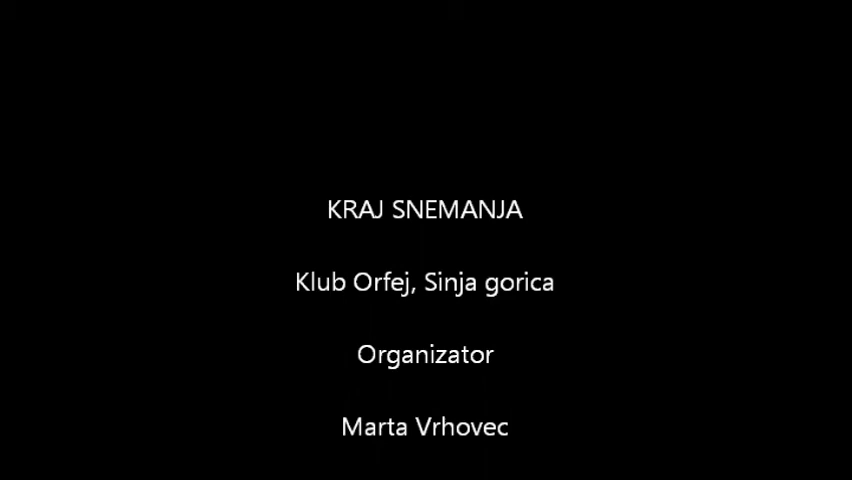 KRAJ SNEMANJA
Klub Orfej, Sinja gorica
Organizator
Marta Vrhovec